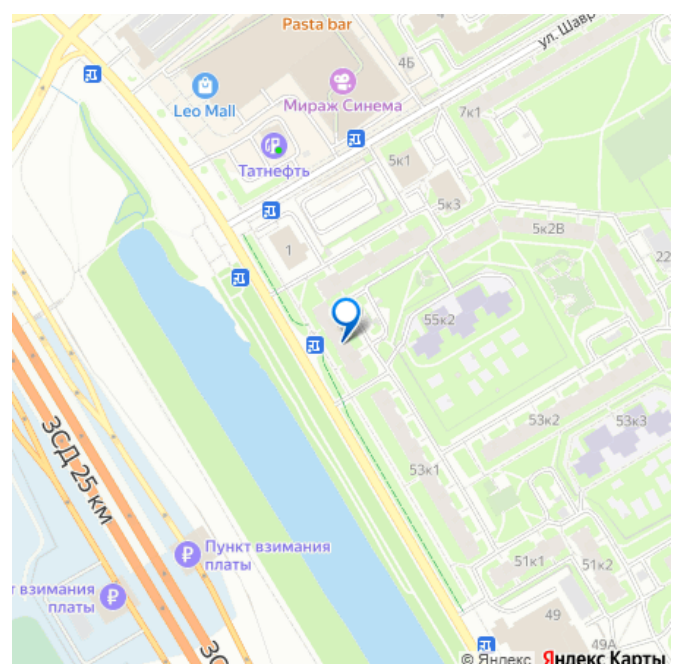 Pasta bar
ул. Шавр
4Б
Leo Mall
Мираж Синема
7к1
Татнефть
5к1
5к3
1
5к2В
22
55к2
53к2
53к3
53к1
ЗСД 25 км
Пункт взимания
платы
т взимания
платы
51к1
51к2
49
49А
ЗС
© Яндекс Яндекс Карты